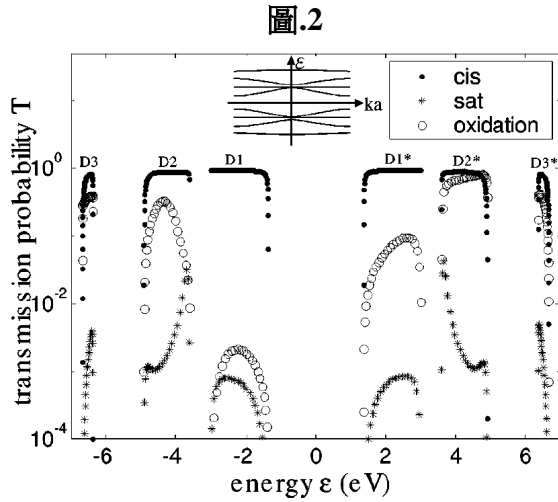 圖.2
ε
ka
cis
sat
oxidation
D3
D2
D1
D1*
D2*
D3*
transmission probability T
10^0
10^-2
10^-4
-6
-4
-2
0
2
4
6
energy ε (eV)